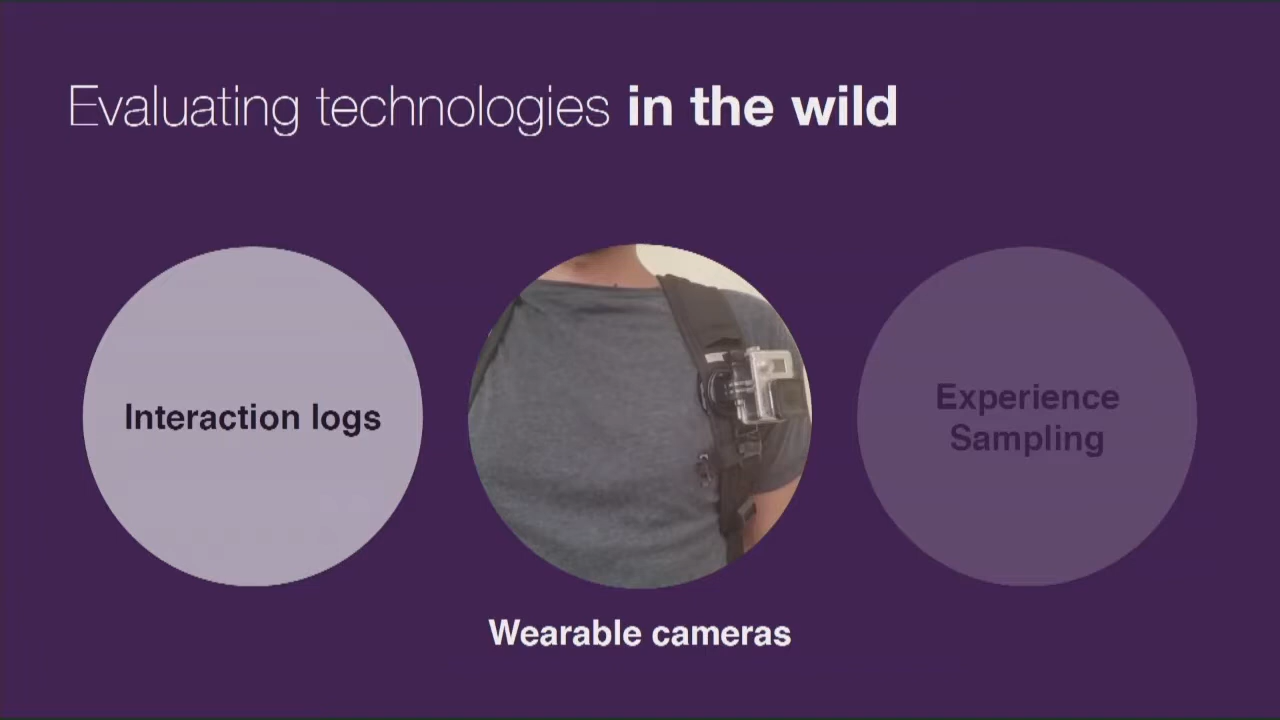 Evaluating technologies in the wild
Interaction logs
Experience
Sampling
Wearable cameras